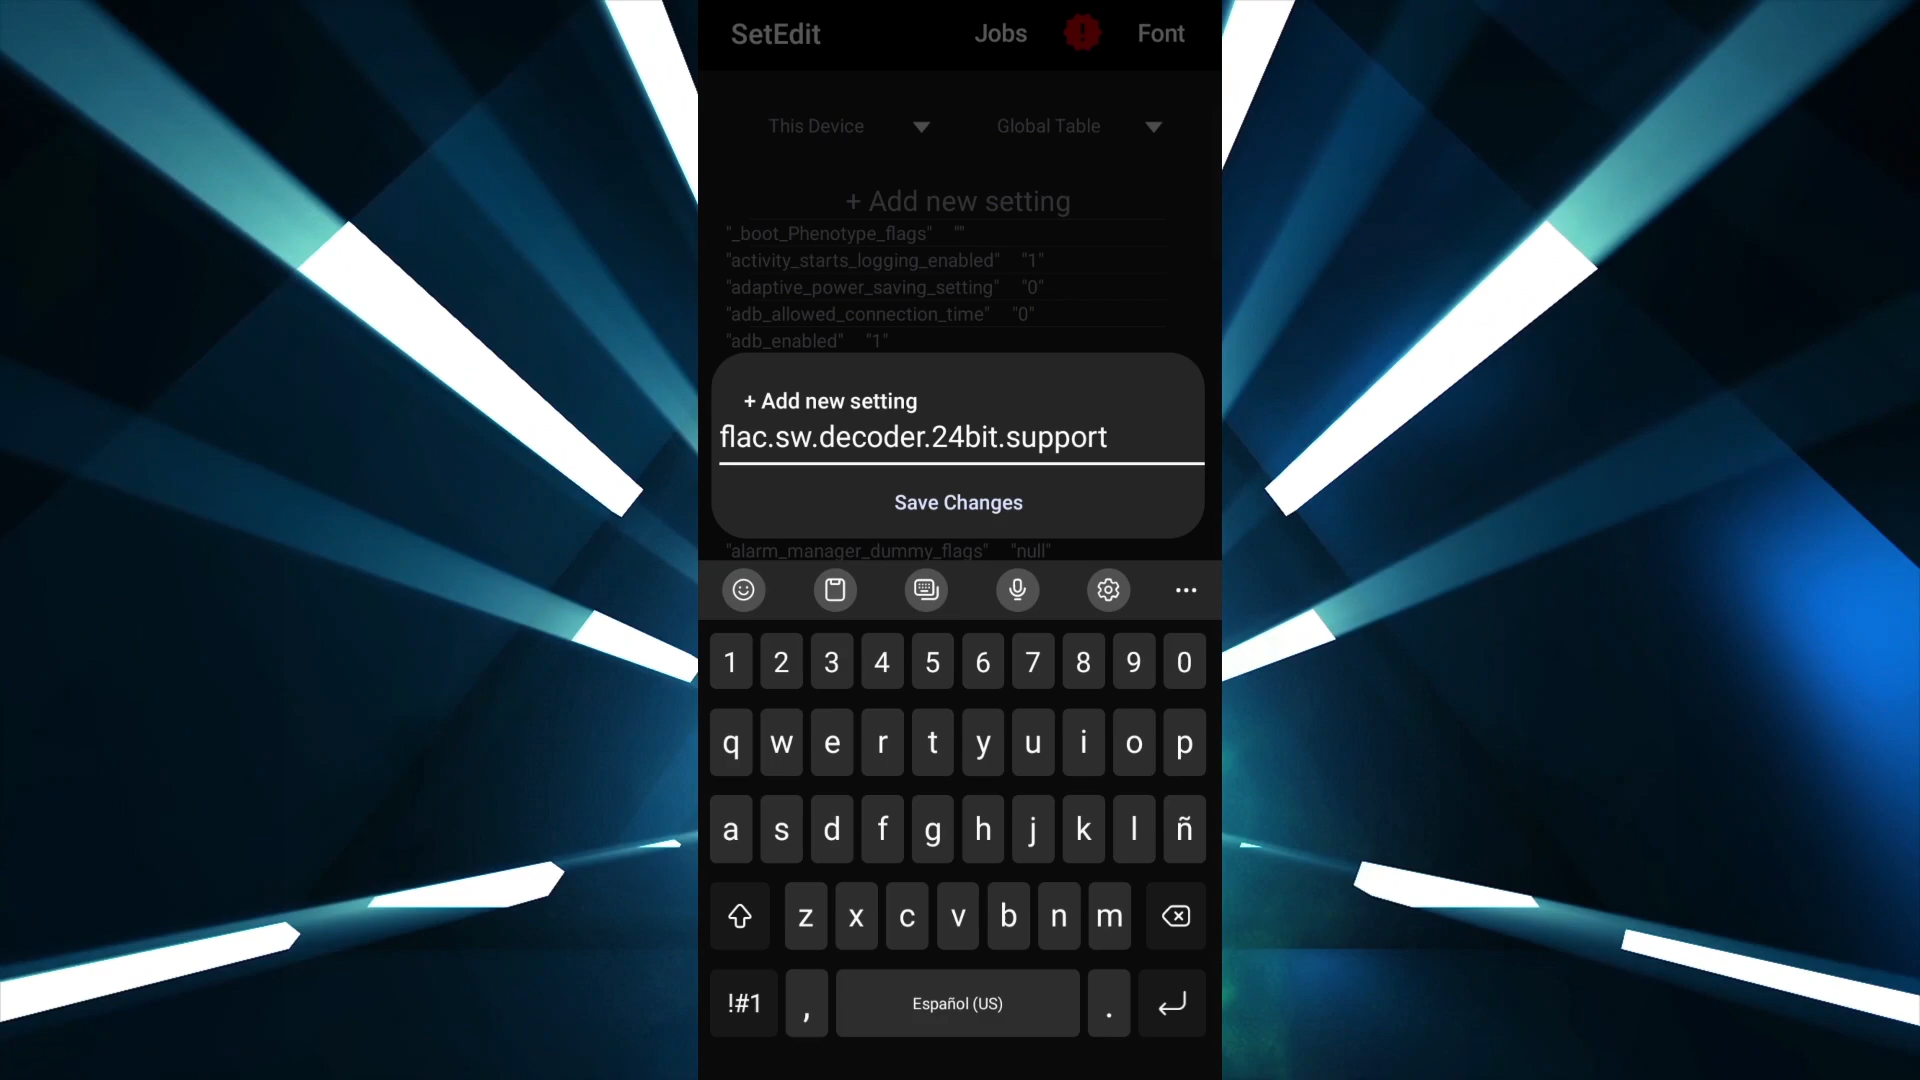 SetEdit Jobs Font
This Device Global Table
+ Add new setting
"_boot_Phenotype_flags" ""
"activity_starts_logging_enabled" "1"
"adaptive_power_saving_setting" "0"
"adb_allowed_connection_time" "0"
"adb_enabled" "1"
+ Add new setting
flac.sw.decoder.24bit.support
Save Changes
"alarm_manager_dummy_flags" "null"
1 2 3 4 5 6 7 8 9 0
q w e r t y u i o p
a s d f g h j k l ñ
z x c v b n m
!#1 , Español (US) .